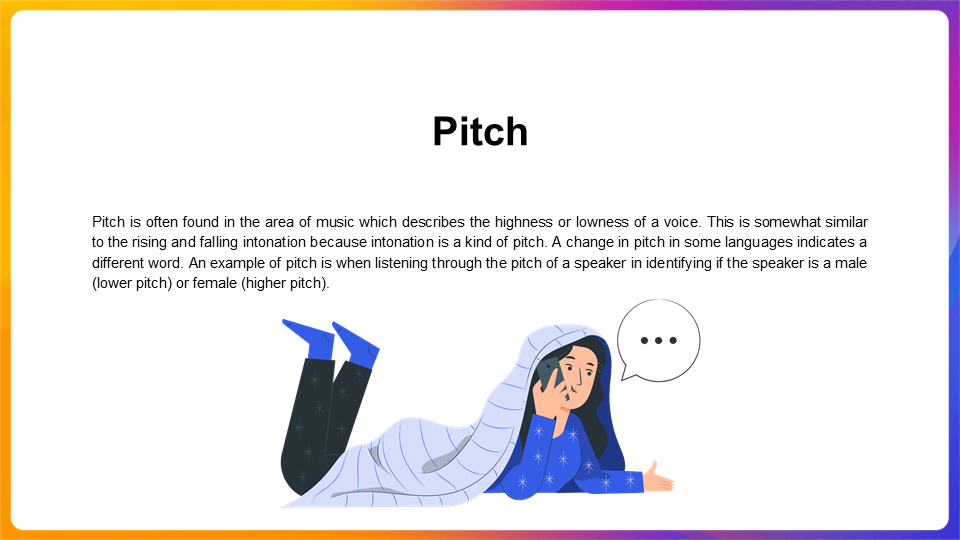 Pitch
Pitch is often found in the area of music which describes the highness or lowness of a voice. This is somewhat similar
to the rising and falling intonation because intonation is a kind of pitch. A change in pitch in some languages indicates a
different word. An example of pitch is when listening through the pitch of a speaker in identifying if the speaker is a male
(lower pitch) or female (higher pitch).